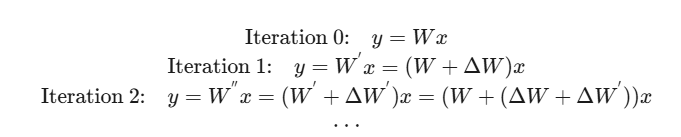 Iteration 0: y = Wx
Iteration 1: y = W′x = (W + ΔW)x
Iteration 2: y = W″x = (W′ + ΔW′)x = (W + (ΔW + ΔW′))x
...